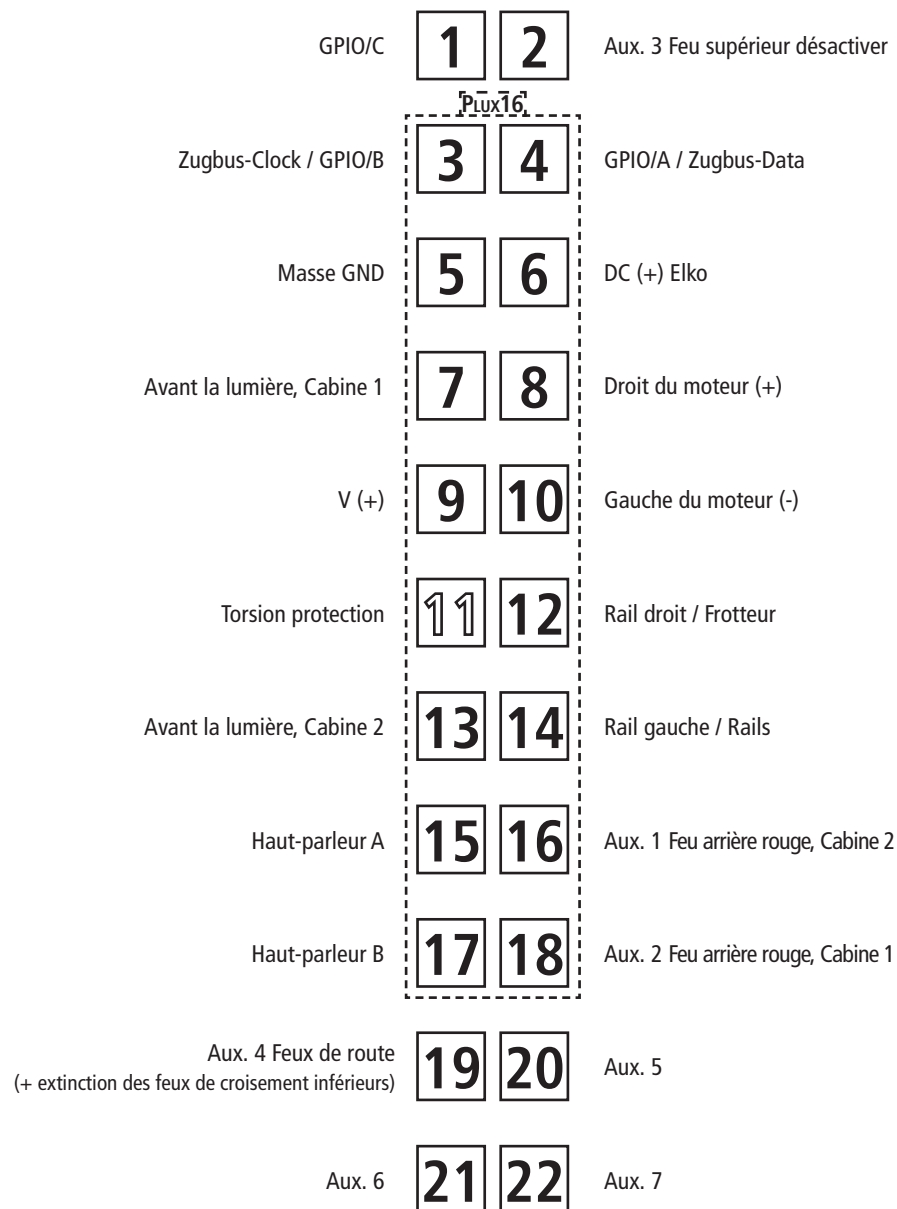 GPIO/C 1 2 Aux. 3 Feu supérieur désactiver
PLUX16
Zugbus-Clock / GPIO/B 3 4 GPIO/A / Zugbus-Data
Masse GND 5 6 DC (+) Elko
Avant la lumière, Cabine 1 7 8 Droit du moteur (+)
V (+) 9 10 Gauche du moteur (-)
Torsion protection 11 12 Rail droit / Frotteur
Avant la lumière, Cabine 2 13 14 Rail gauche / Rails
Haut-parleur A 15 16 Aux. 1 Feu arrière rouge, Cabine 2
Haut-parleur B 17 18 Aux. 2 Feu arrière rouge, Cabine 1
Aux. 4 Feux de route
(+ extinction des feux de croisement inférieurs) 19 20 Aux. 5
Aux. 6 21 22 Aux. 7